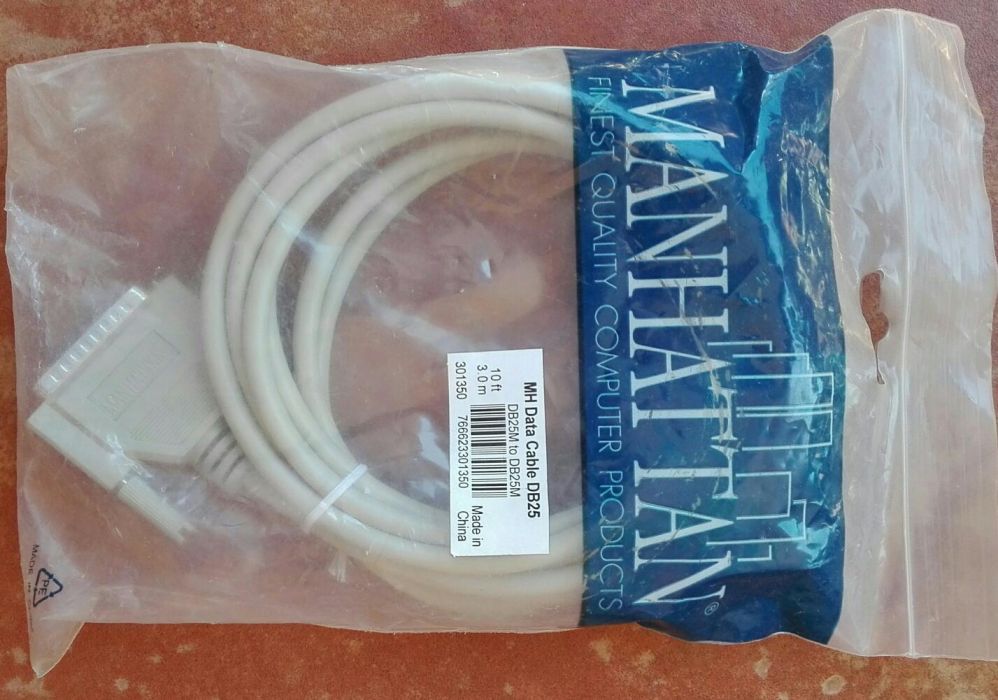 MANHATTAN®
FINEST QUALITY COMPUTER PRODUCTS
MH Data Cable DB25
DB25M to DB25M
10 ft
3.0 m
Made in
China
301350 766623301350
PE
MADE